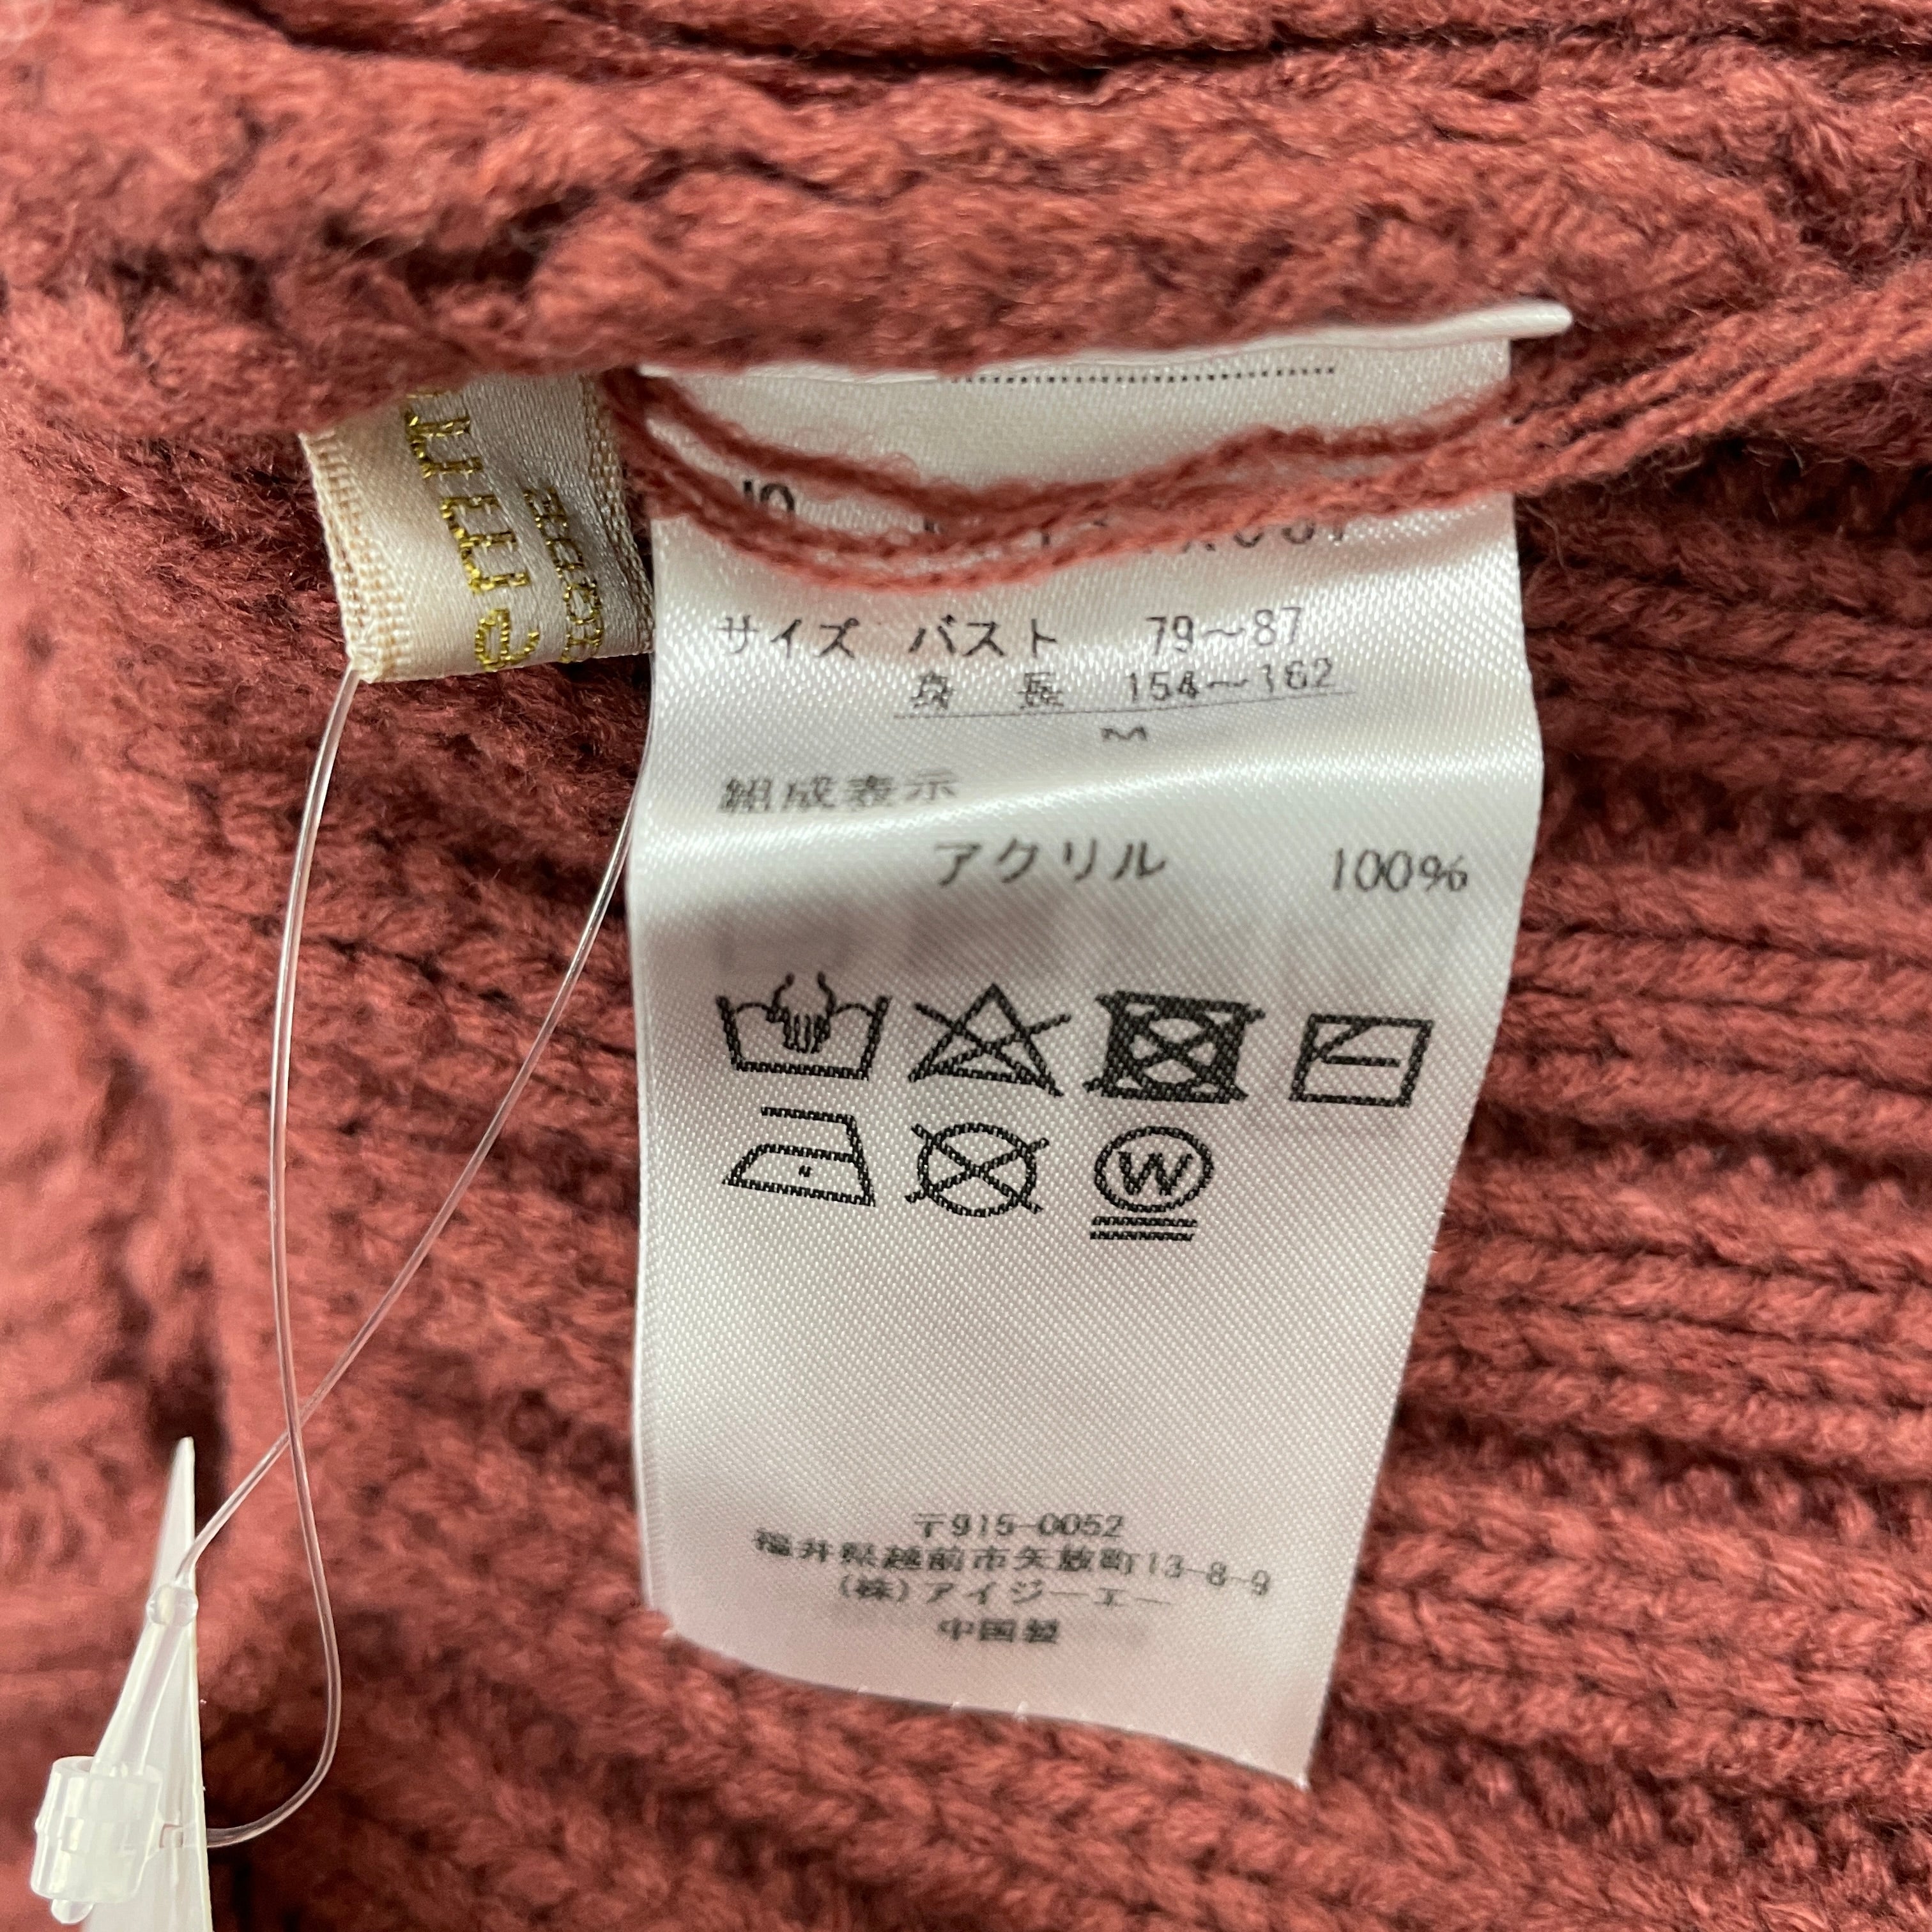 サイズ バスト 79～87
身長 154～162
M
組成表示
アクリル 100%
W
〒915-0052
福井県越前市矢放町13-8-9
(株)アイジーエー
中国製